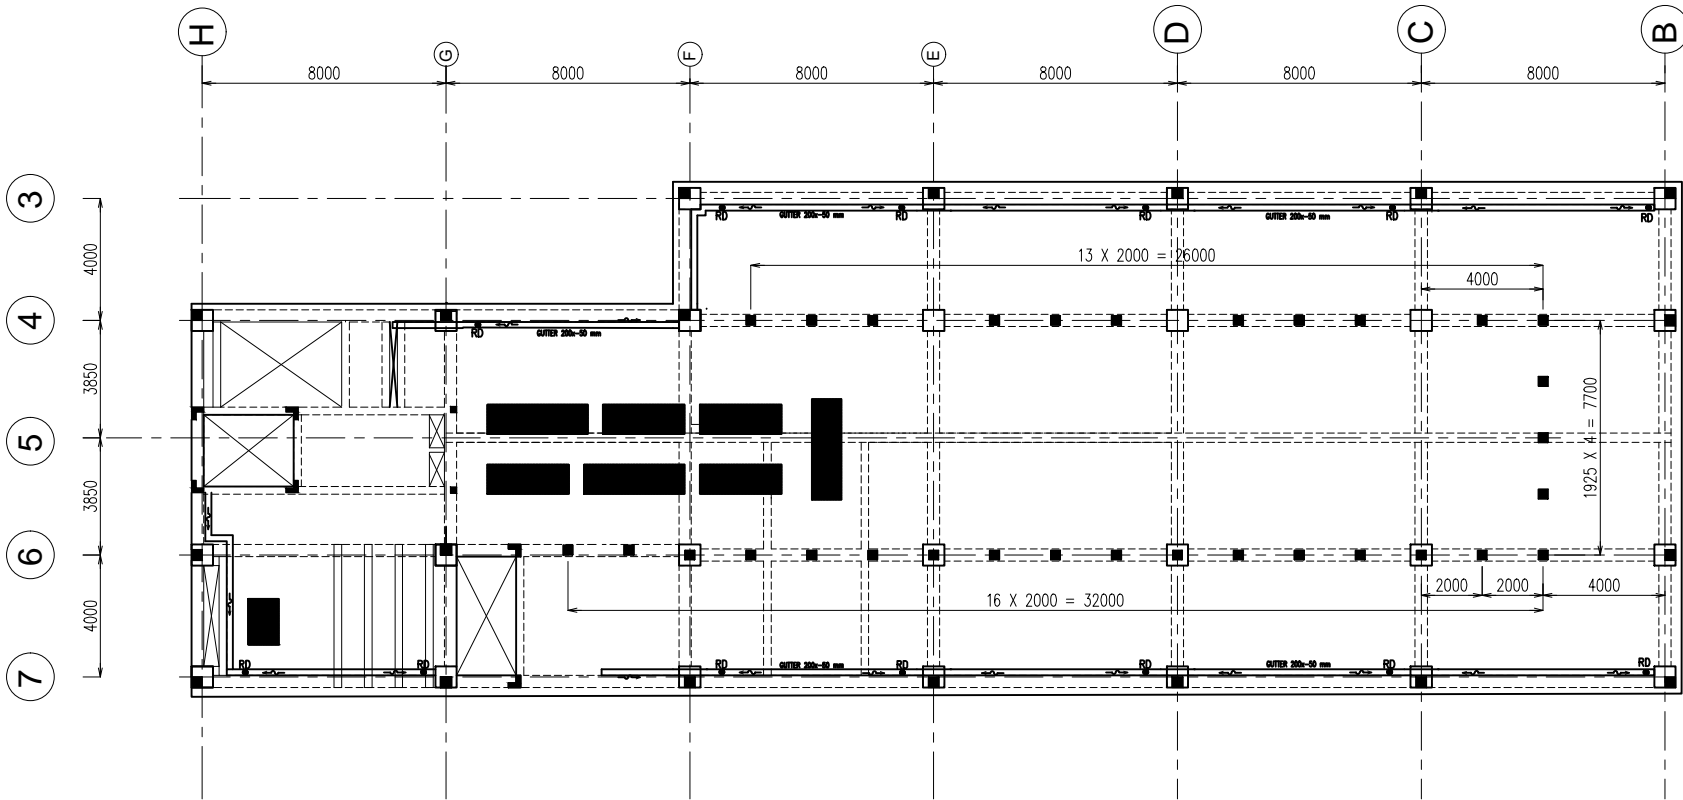 H
G
F
E
D
C
B
8000
8000
8000
8000
8000
8000
3
RD
GUTTER 200x-50 mm
RD
RD
GUTTER 200x-50 mm
RD
RD
4000
13 X 2000 = 26000
4000
4
RD
GUTTER 200x-50 mm
3850
1925 X 4 = 7700
5
3850
6
2000
2000
4000
16 X 2000 = 32000
4000
RD
RD
RD
GUTTER 200x-50 mm
RD
RD
GUTTER 200x-50 mm
RD
RD
7